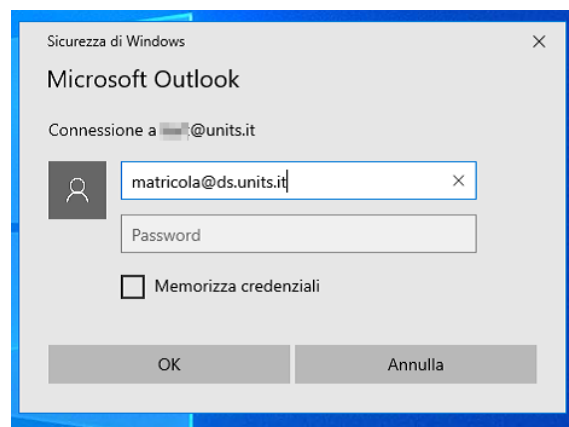 Sicurezza di Windows
Microsoft Outlook
Connessione a @units.it
matricola@ds.units.it
Password
Memorizza credenziali
OK
Annulla